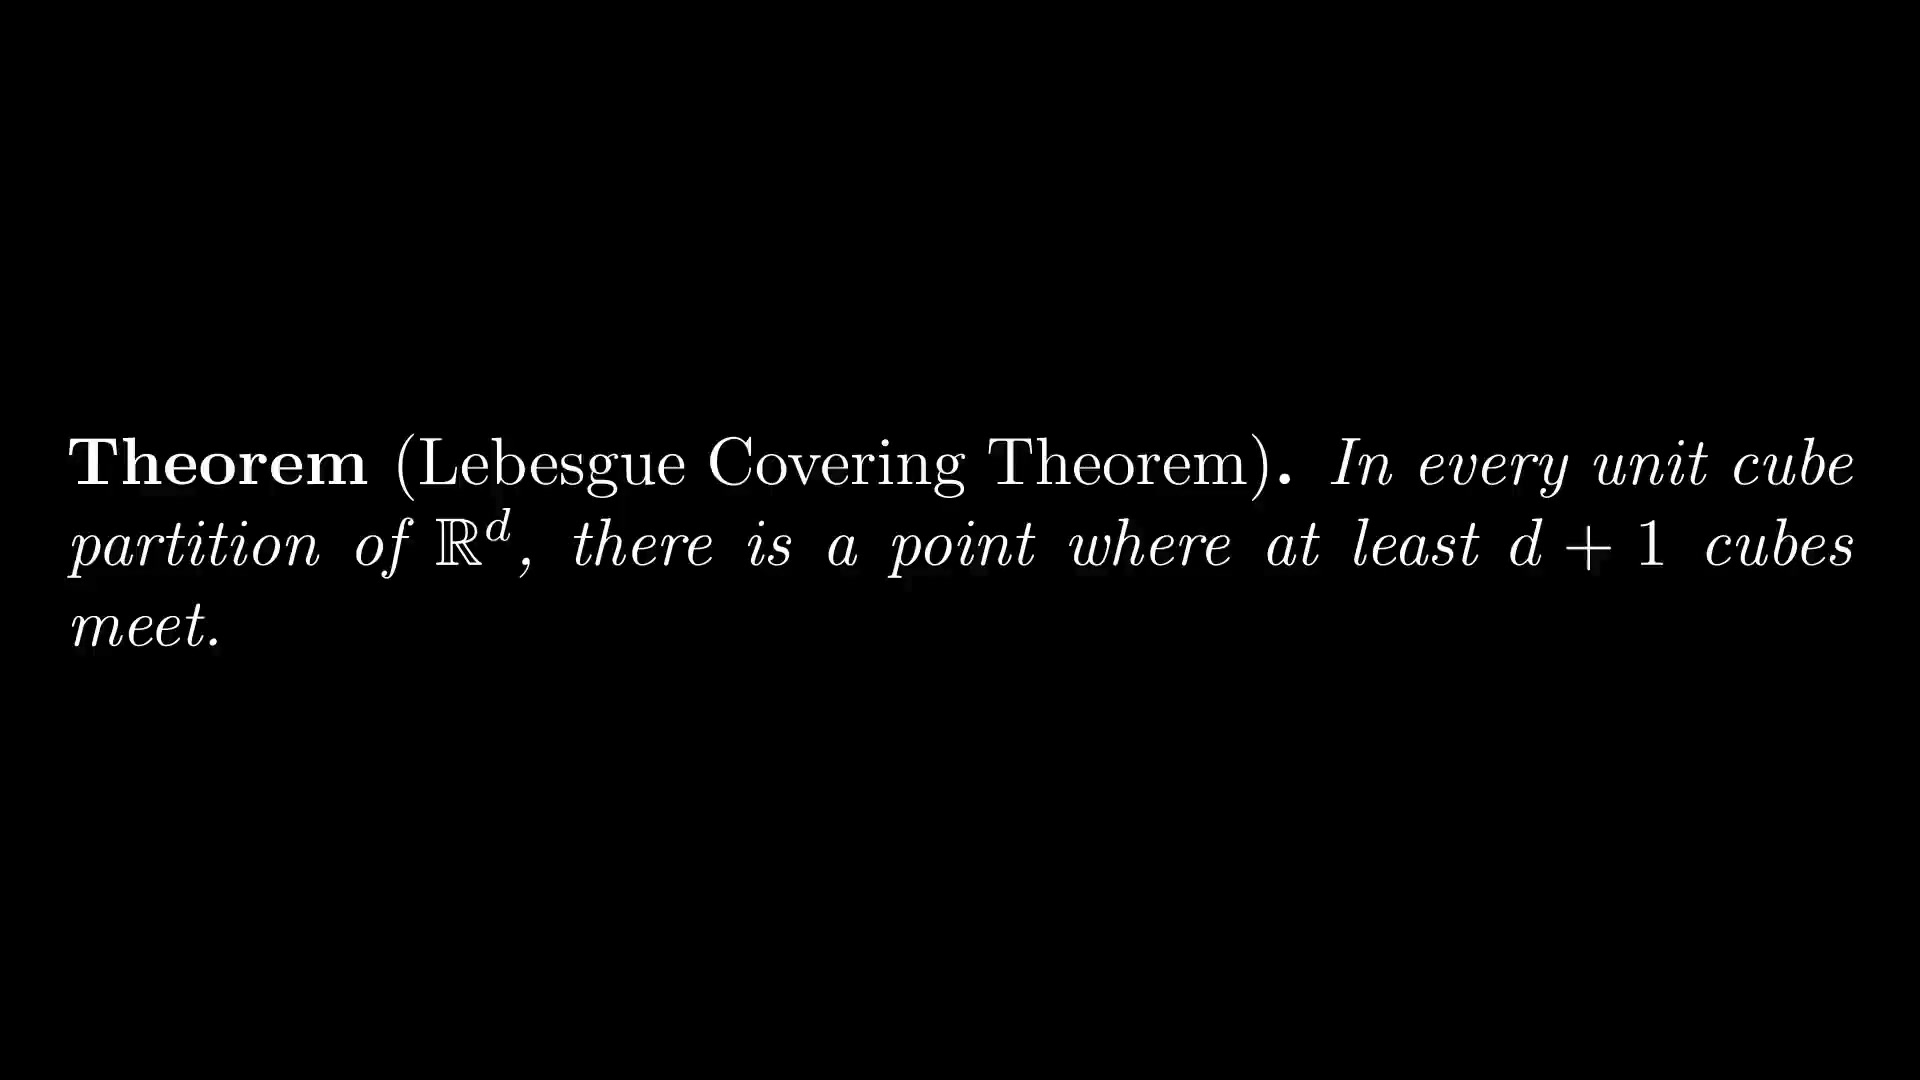 Theorem (Lebesgue Covering Theorem). In every unit cube
partition of ℝᵈ, there is a point where at least d + 1 cubes
meet.